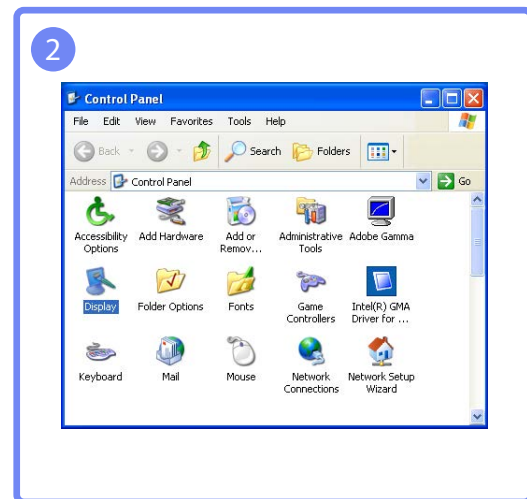 2
Control Panel
File Edit View Favorites Tools Help
Back Search Folders
Address Control Panel Go
Accessibility Options Add Hardware Add or Remov... Administrative Tools Adobe Gamma
Display Folder Options Fonts Game Controllers Intel(R) GMA Driver for ...
Keyboard Mail Mouse Network Connections Network Setup Wizard